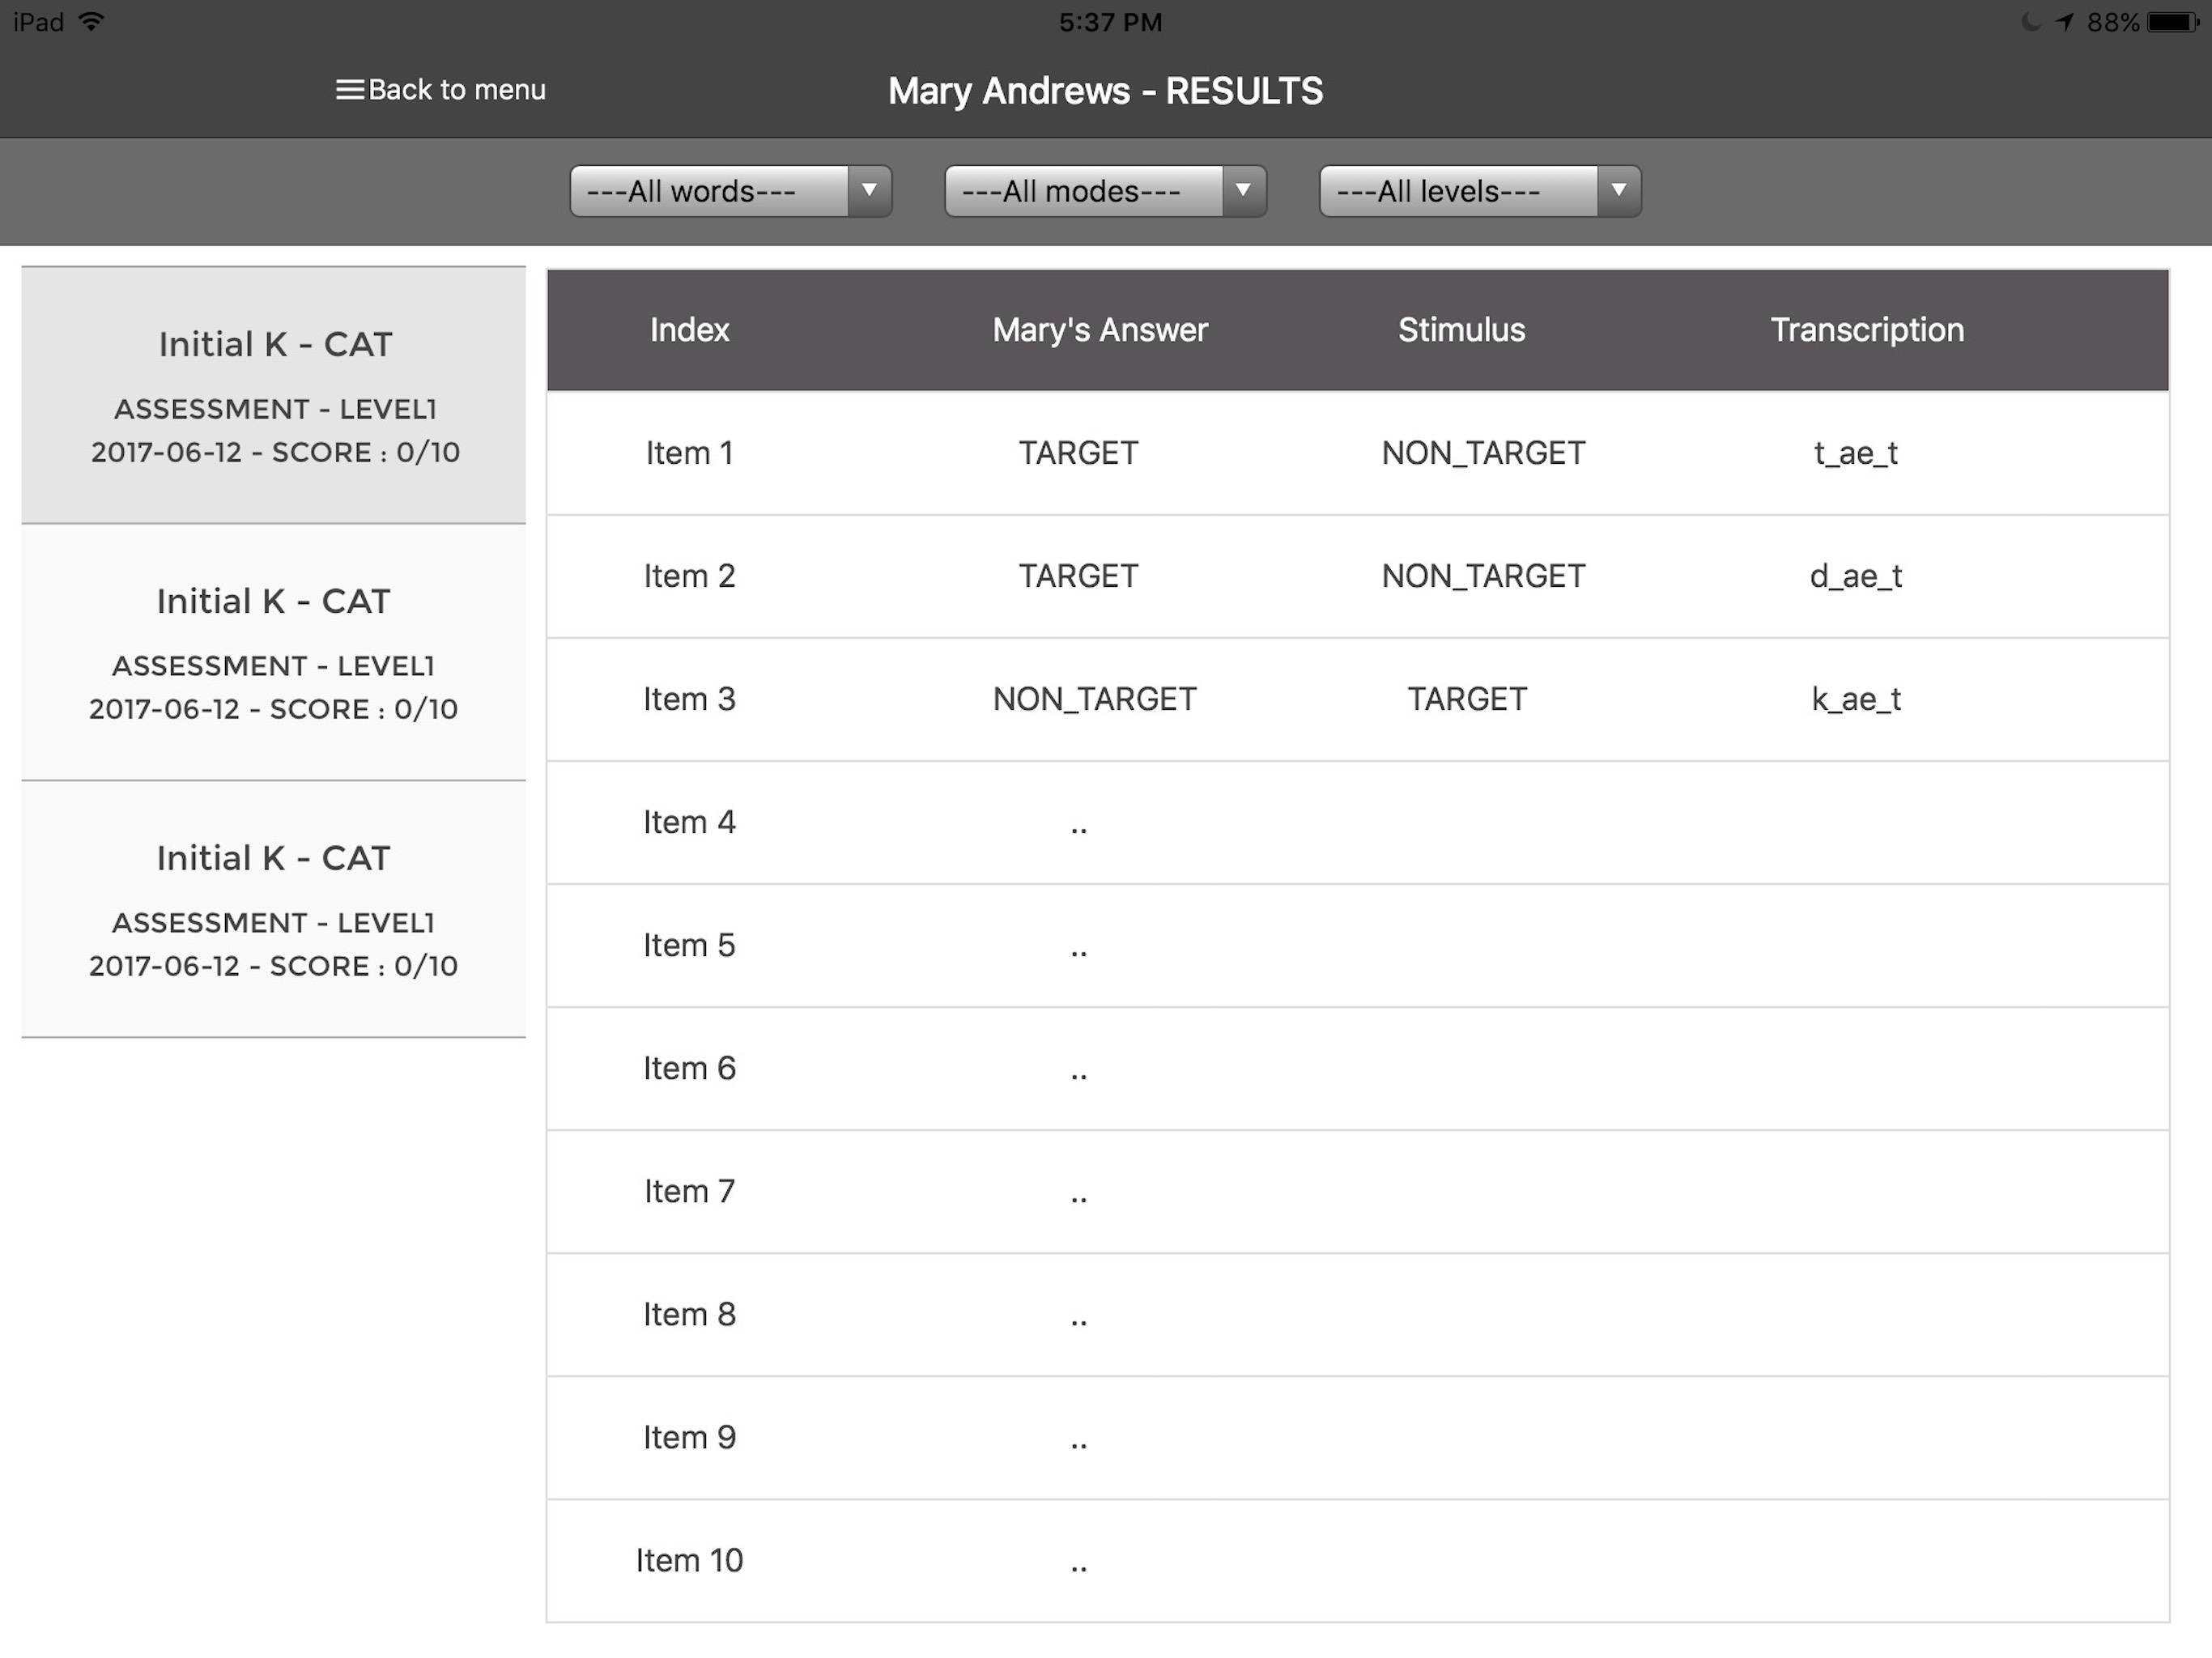 iPad 5:37 PM 88%
Back to menu Mary Andrews - RESULTS
---All words--- ---All modes--- ---All levels---
Initial K - CAT
ASSESSMENT - LEVEL1
2017-06-12 - SCORE : 0/10
Initial K - CAT
ASSESSMENT - LEVEL1
2017-06-12 - SCORE : 0/10
Initial K - CAT
ASSESSMENT - LEVEL1
2017-06-12 - SCORE : 0/10
Index Mary's Answer Stimulus Transcription
Item 1 TARGET NON_TARGET t_ae_t
Item 2 TARGET NON_TARGET d_ae_t
Item 3 NON_TARGET TARGET k_ae_t
Item 4 ..
Item 5 ..
Item 6 ..
Item 7 ..
Item 8 ..
Item 9 ..
Item 10 ..